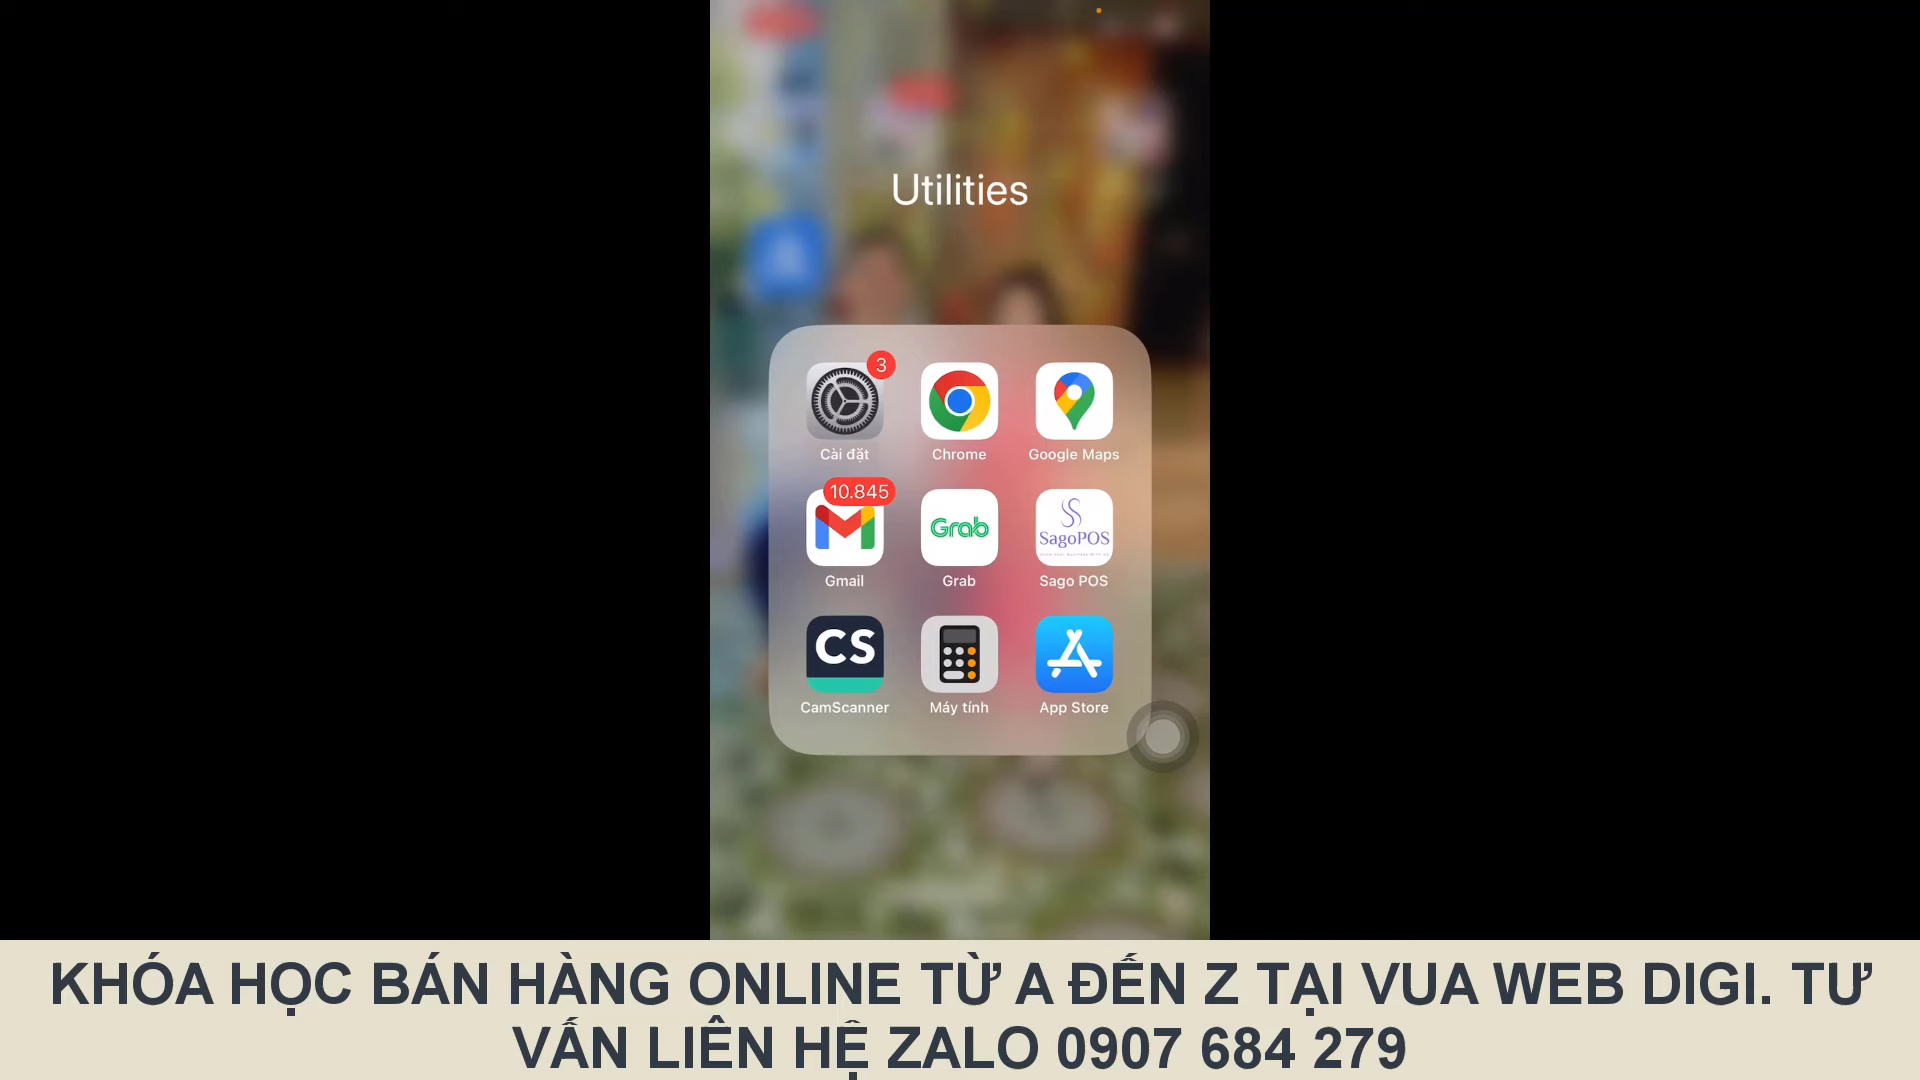 Utilities
3
Cài đặt
Chrome
Google Maps
10.845
Grab
SagoPOS
Gmail
Grab
Sago POS
CS
CamScanner
Máy tính
App Store
KHÓA HỌC BÁN HÀNG ONLINE TỪ A ĐẾN Z TẠI VUA WEB DIGI. TƯ
VẤN LIÊN HỆ ZALO 0907 684 279